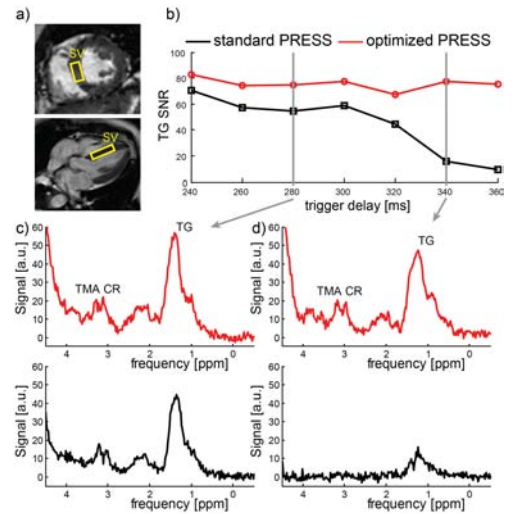 a)
SV
SV
b)
standard PRESS
optimized PRESS
TG SNR
100
80
60
40
20
0
240
260
280
300
320
340
360
trigger delay [ms]
c)
TG
TMA CR
Signal [a.u.]
60
50
40
30
20
10
0
4
3
2
1
0
frequency [ppm]
d)
TG
TMA CR
Signal [a.u.]
60
50
40
30
20
10
0
4
3
2
1
0
frequency [ppm]
Signal [a.u.]
60
50
40
30
20
10
0
4
3
2
1
0
frequency [ppm]
Signal [a.u.]
60
50
40
30
20
10
0
4
3
2
1
0
frequency [ppm]